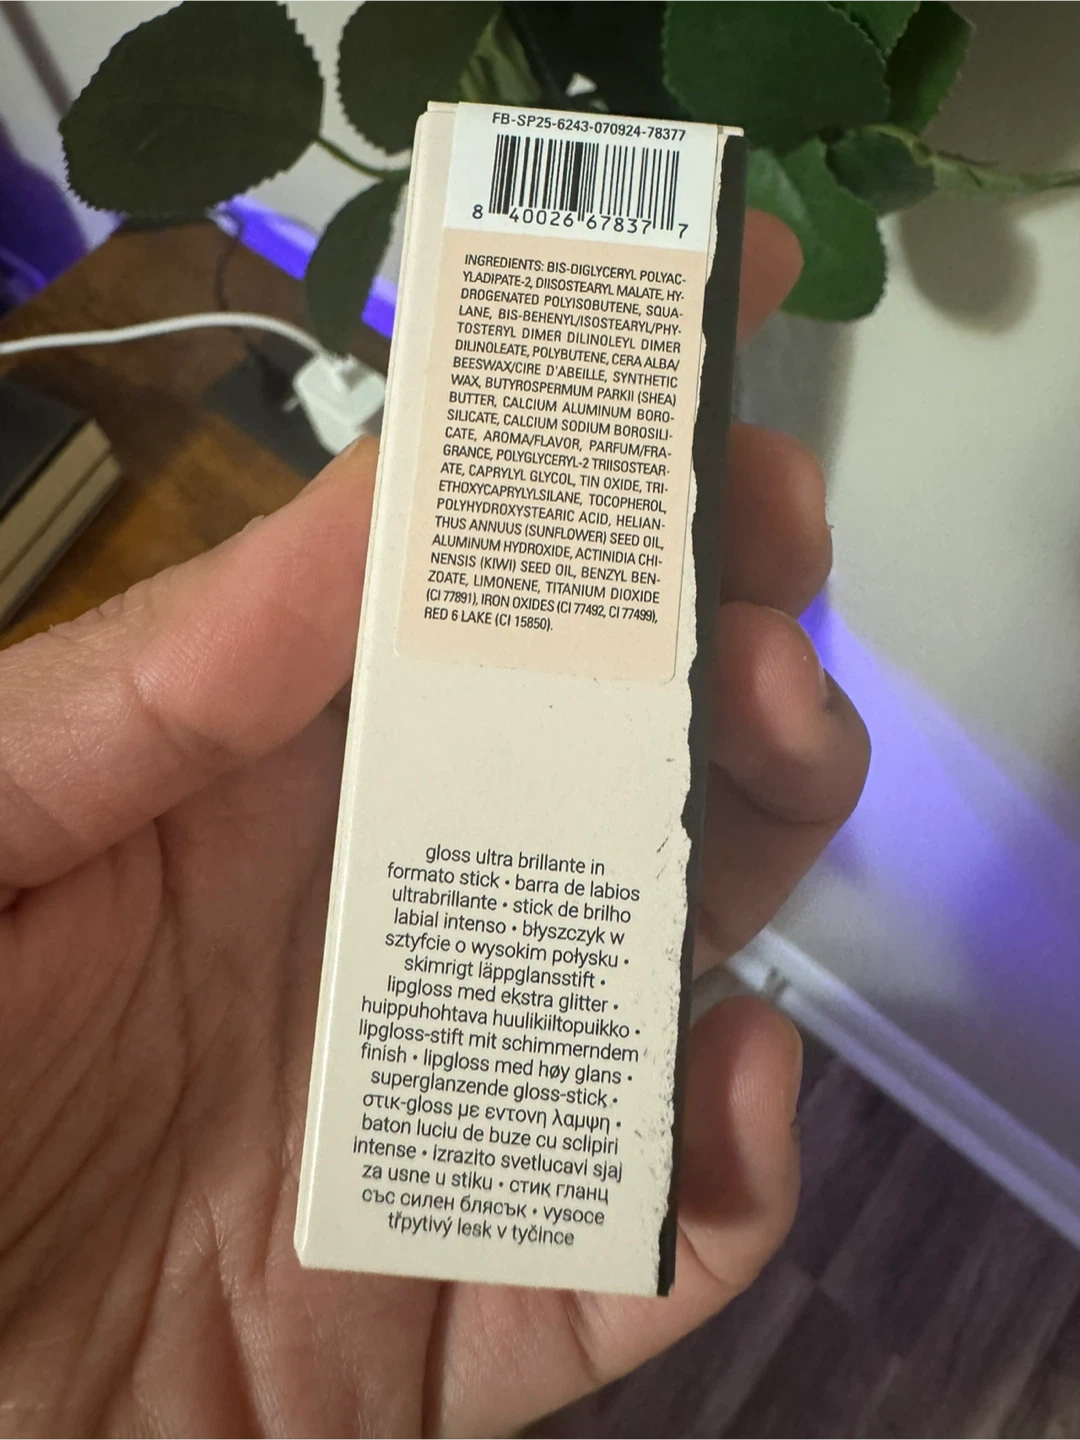 FB-SP25-6243-070924-78377
8 40026 67837 7
INGREDIENTS: BIS-DIGLYCERYL POLYAC-
YLADIPATE-2, DIISOSTEARYL MALATE, HY-
DROGENATED POLYISOBUTENE, SQUA-
LANE, BIS-BEHENYL/ISOSTEARYL/PHY-
TOSTERYL DIMER DILINOLEYL DIMER
DILINOLEATE, POLYBUTENE, CERA ALBA/
BEESWAX/CIRE D'ABEILLE, SYNTHETIC
WAX, BUTYROSPERMUM PARKII (SHEA)
BUTTER, CALCIUM ALUMINUM BORO-
SILICATE, CALCIUM SODIUM BOROSILI-
CATE, AROMA/FLAVOR, PARFUM/FRA-
GRANCE, POLYGLYCERYL-2 TRIISOSTEAR-
ATE, CAPRYLYL GLYCOL, TIN OXIDE, TRI-
ETHOXYCAPRYLYLSILANE, TOCOPHEROL,
POLYHYDROXYSTEARIC ACID, HELIAN-
THUS ANNUUS (SUNFLOWER) SEED OIL,
ALUMINUM HYDROXIDE, ACTINIDIA CHI-
NENSIS (KIWI) SEED OIL, BENZYL BEN-
ZOATE, LIMONENE, TITANIUM DIOXIDE
(CI 77891), IRON OXIDES (CI 77492, CI 77499),
RED 6 LAKE (CI 15850).
gloss ultra brillante in
formato stick • barra de labios
ultrabrillante • stick de brilho
labial intenso • błyszczyk w
sztyfcie o wysokim połysku •
skimrigt läppglansstift •
lipgloss med ekstra glitter •
huippuhohtava huulikiiltopuikko •
lipgloss-stift mit schimmerndem
finish • lipgloss med høy glans •
superglanzende gloss-stick •
στικ-gloss με εντονη λαμψη •
baton luciu de buze cu sclipiri
intense • izrazito svetlucavi sjaj
za usne u stiku • стик гланц
със силен блясък • vysoce
třpytivý lesk v tyčince